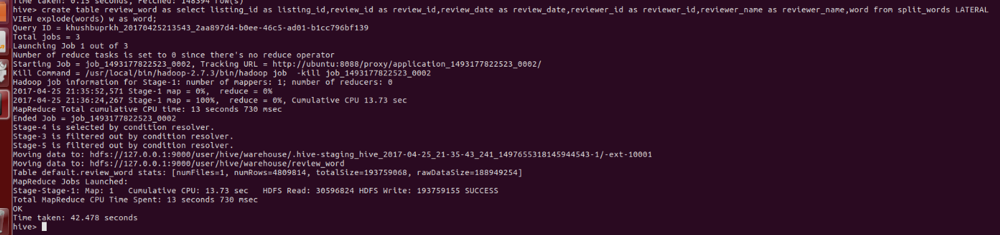 Time taken: 0.15 seconds, Fetched: 148394 row(s)
hive> create table review_word as select listing_id as listing_id,review_id as review_id,review_date as review_date,reviewer_id as reviewer_id,reviewer_name as reviewer_name,word from split_words LATERAL
VIEW explode(words) w as word;
Query ID = khushbuprkh_20170425213543_2aa897d4-b0ee-46c5-ad01-b1cc796bf139
Total jobs = 3
Launching Job 1 out of 3
Number of reduce tasks is set to 0 since there's no reduce operator
Starting Job = job_1493177822523_0002, Tracking URL = http://ubuntu:8088/proxy/application_1493177822523_0002/
Kill Command = /usr/local/bin/hadoop-2.7.3/bin/hadoop job  -kill job_1493177822523_0002
Hadoop job information for Stage-1: number of mappers: 1; number of reducers: 0
2017-04-25 21:35:52,571 Stage-1 map = 0%,  reduce = 0%
2017-04-25 21:36:24,267 Stage-1 map = 100%,  reduce = 0%, Cumulative CPU 13.73 sec
MapReduce Total cumulative CPU time: 13 seconds 730 msec
Ended Job = job_1493177822523_0002
Stage-4 is selected by condition resolver.
Stage-3 is filtered out by condition resolver.
Stage-5 is filtered out by condition resolver.
Moving data to: hdfs://127.0.0.1:9000/user/hive/warehouse/.hive-staging_hive_2017-04-25_21-35-43_241_1497655318145944543-1/-ext-10001
Moving data to: hdfs://127.0.0.1:9000/user/hive/warehouse/review_word
Table default.review_word stats: [numFiles=1, numRows=4809814, totalSize=193759068, rawDataSize=188949254]
MapReduce Jobs Launched:
Stage-Stage-1: Map: 1   Cumulative CPU: 13.73 sec   HDFS Read: 30596824 HDFS Write: 193759155 SUCCESS
Total MapReduce CPU Time Spent: 13 seconds 730 msec
OK
Time taken: 42.478 seconds
hive>